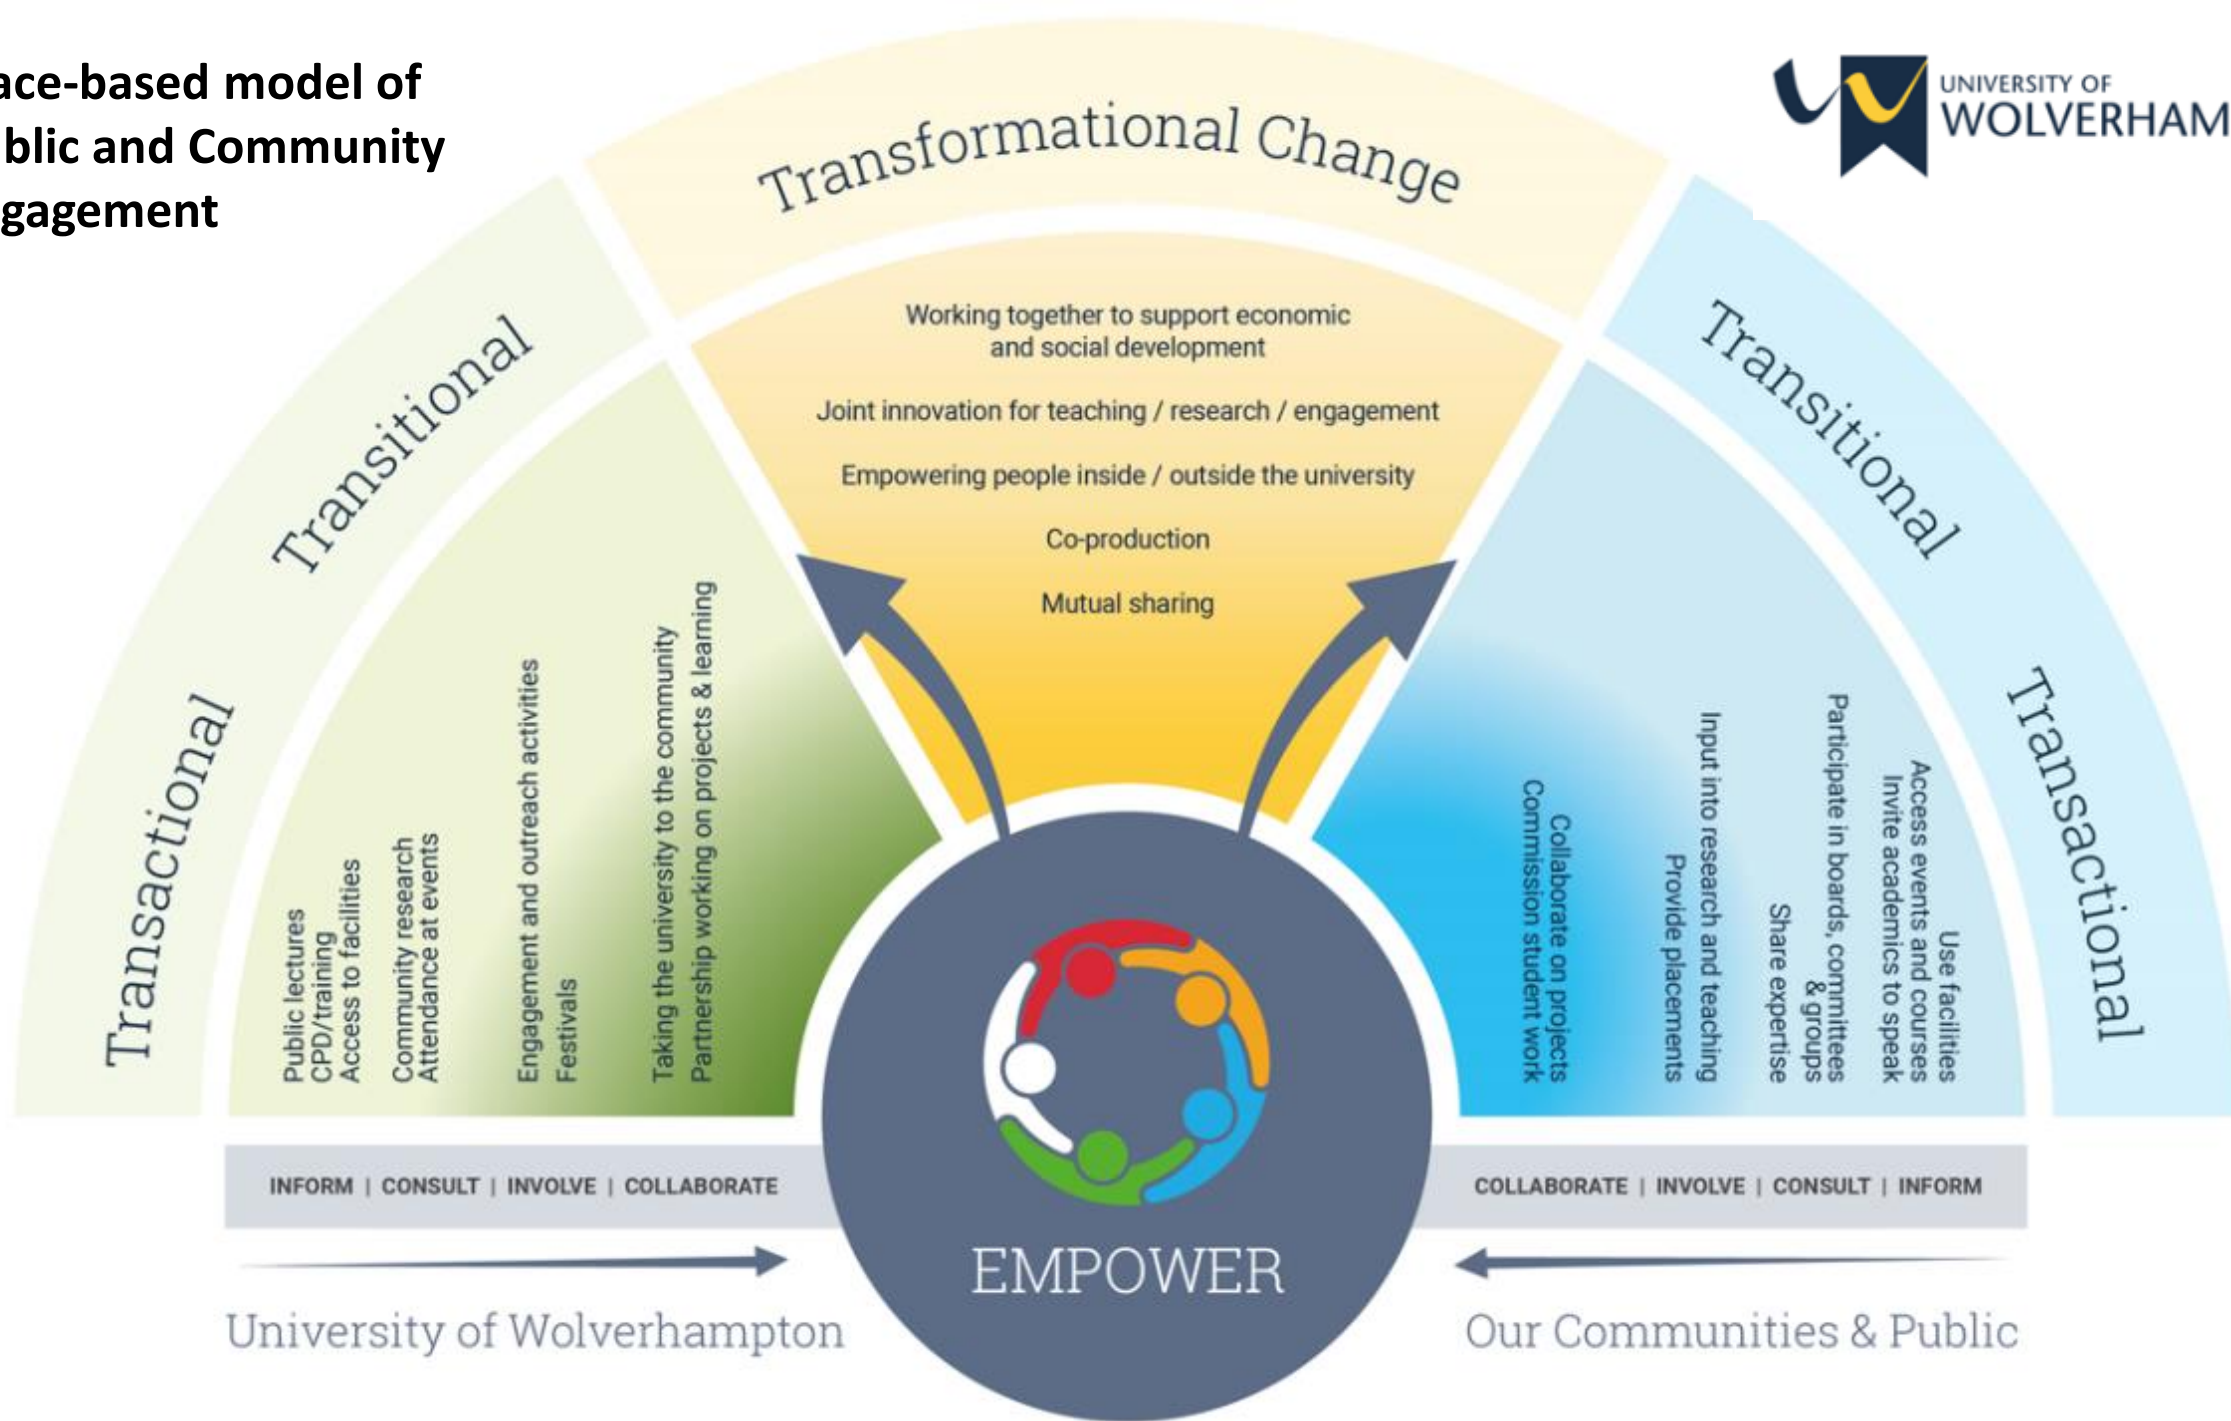 ace-based model of
blic and Community
gagement
UNIVERSITY OF
WOLVERHAM
Transformational Change
Transitional
Transactional
Transitional
Transactional
Working together to support economic
and social development
Joint innovation for teaching / research / engagement
Empowering people inside / outside the university
Co-production
Mutual sharing
Public lectures
CPD/training
Access to facilities
Community research
Attendance at events
Engagement and outreach activities
Festivals
Taking the university to the community
Partnership working on projects & learning
Collaborate on projects
Commission student work
Input into research and teaching
Provide placements
Participate in boards, committees
& groups
Share expertise
Use facilities
Access events and courses
Invite academics to speak
INFORM | CONSULT | INVOLVE | COLLABORATE
COLLABORATE | INVOLVE | CONSULT | INFORM
EMPOWER
University of Wolverhampton
Our Communities & Public